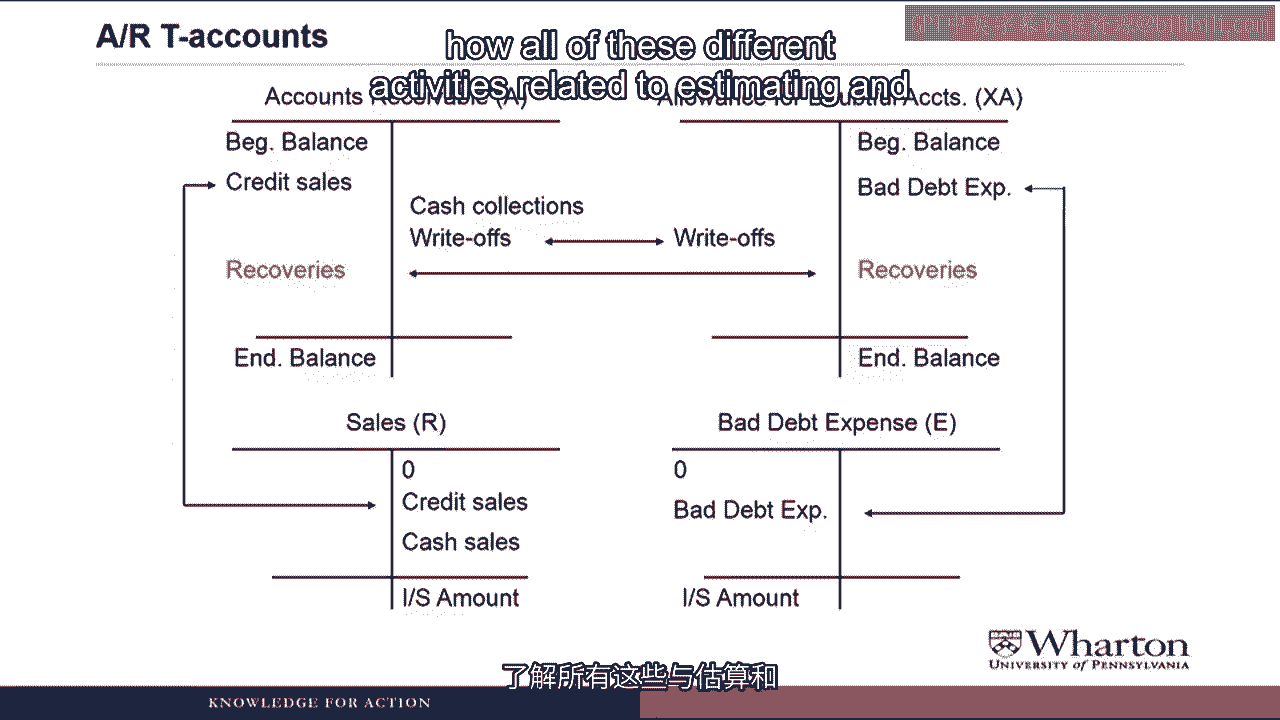 A/R T-accounts
how all of these different
activities related to estimating and
Accounts (A)
Allowance for Doubtful Accts. (XA)
Beg. Balance
Beg. Balance
Credit sales
Bad Debt Exp.
Cash collections
Write-offs
Write-offs
Recoveries
Recoveries
End. Balance
End. Balance
Sales (R)
Bad Debt Expense (E)
0
0
Credit sales
Bad Debt Exp.
Cash sales
I/S Amount
I/S Amount
Wharton
UNIVERSITY of PENNSYLVANIA
了解所有这些与估算和
KNOWLEDGE FOR ACTION